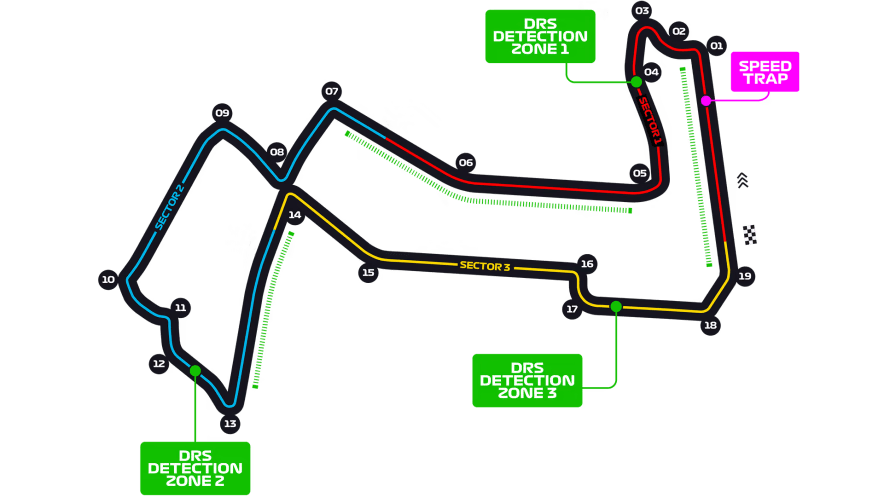 DRS
DETECTION
ZONE 1
03
02
01
SPEED
TRAP
04
SECTOR 1
07
09
08
06
05
SECTOR 2
14
15
SECTOR 3
16
10
11
17
19
18
12
DRS
DETECTION
ZONE 3
13
DRS
DETECTION
ZONE 2